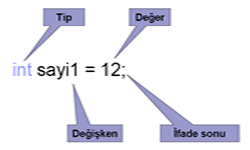 Tip
Değer
int sayi1 = 12;
Değişken
İfade sonu